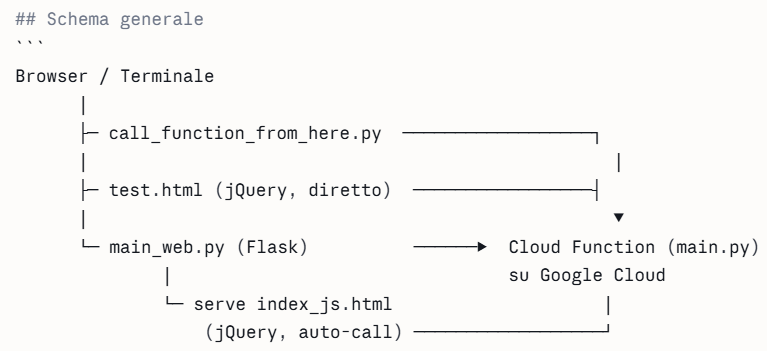 ## Schema generale
```
Browser / Terminale
      │
      ├─ call_function_from_here.py  ──────────────────┐
      │                                                  │
      ├─ test.html (jQuery, diretto)  ─────────────────┤
      │                                                  ▼
      └─ main_web.py (Flask)          ──────▶  Cloud Function (main.py)
              │                                su Google Cloud
              └─ serve index_js.html                    │
                  (jQuery, auto-call) ──────────────────┘